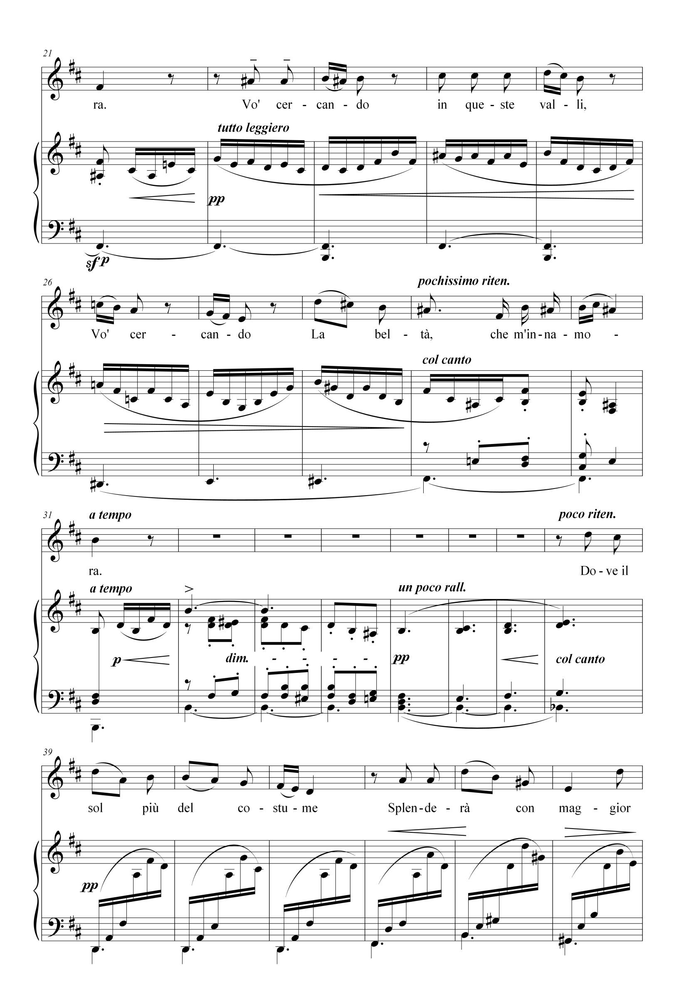 21
ra. Vo' cer - can - do in que - ste val - li,
tutto leggiero
pp
sfp
26
pochissimo riten.
Vo' cer - can - do La bel - tà, che m'in - na - mo -
col canto
31
a tempo poco riten.
ra. Do - ve il
a tempo un poco rall.
p dim. - - - - pp col canto
39
sol più del co - stu - me Splen - de - rà con mag - gior
pp